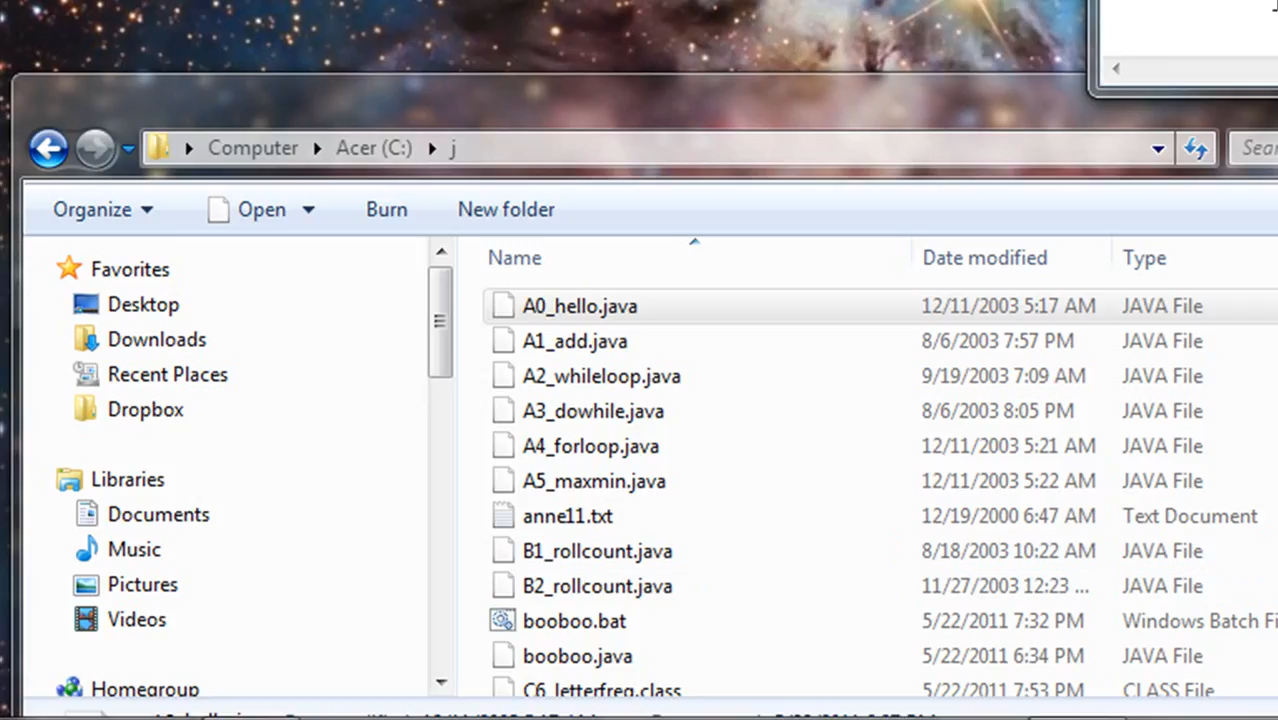 Computer Acer (C:) j Sear
Organize Open Burn New folder
Name Date modified Type
Favorites
Desktop
Downloads
Recent Places
Dropbox
Libraries
Documents
Music
Pictures
Videos
Homegroup
A0_hello.java 12/11/2003 5:17 AM JAVA File
A1_add.java 8/6/2003 7:57 PM JAVA File
A2_whileloop.java 9/19/2003 7:09 AM JAVA File
A3_dowhile.java 8/6/2003 8:05 PM JAVA File
A4_forloop.java 12/11/2003 5:21 AM JAVA File
A5_maxmin.java 12/11/2003 5:22 AM JAVA File
anne11.txt 12/19/2000 6:47 AM Text Document
B1_rollcount.java 8/18/2003 10:22 AM JAVA File
B2_rollcount.java 11/27/2003 12:23 ... JAVA File
booboo.bat 5/22/2011 7:32 PM Windows Batch Fi
booboo.java 5/22/2011 6:34 PM JAVA File
C6_letterfreq.class 5/22/2011 7:53 PM CLASS File